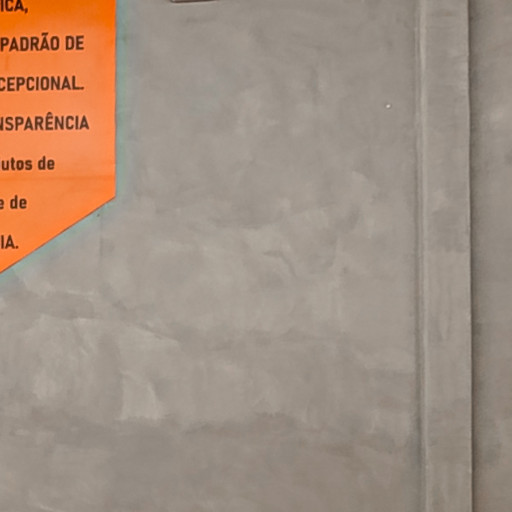 ICA,
PADRÃO DE
CEPCIONAL.
NSPARÊNCIA
utos de
e de
IA.